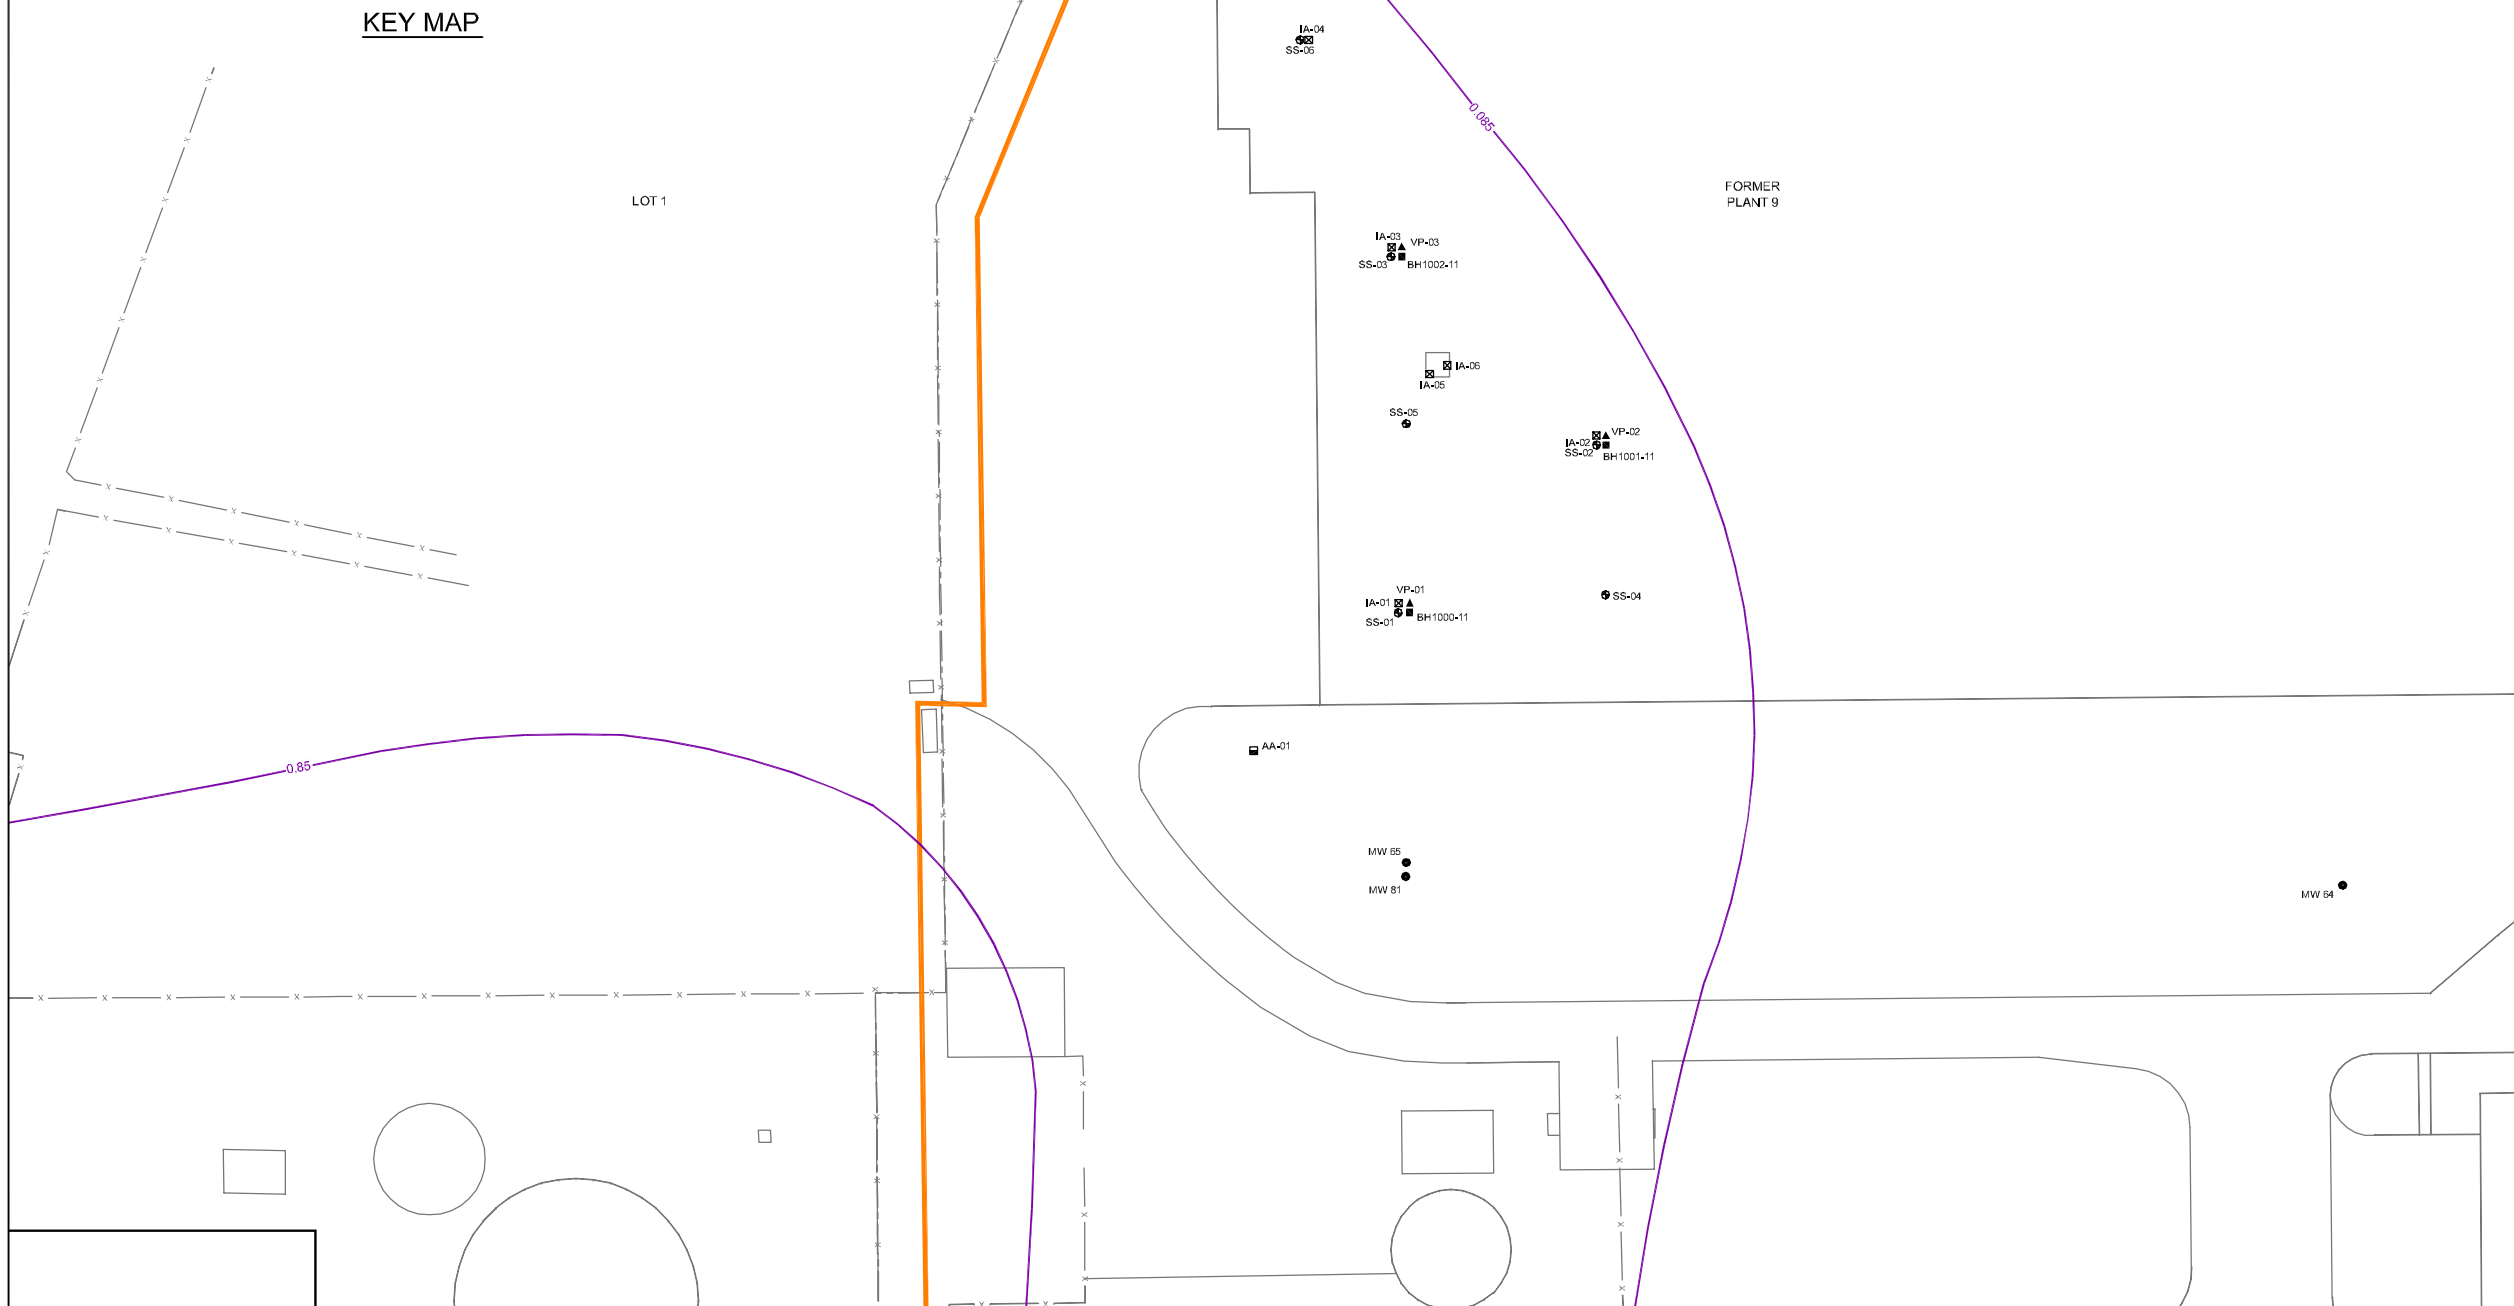 KEY MAP
IA-04
SS-06
0.085
FORMER
PLANT 9
LOT 1
IA-03
VP-03
SS-03
BH1002-11
IA-06
IA-05
SS-05
VP-02
IA-02
SS-02
BH1001-11
VP-01
IA-01
SS-04
SS-01
BH1000-11
AA-01
0.85
MW 65
MW 81
MW 64